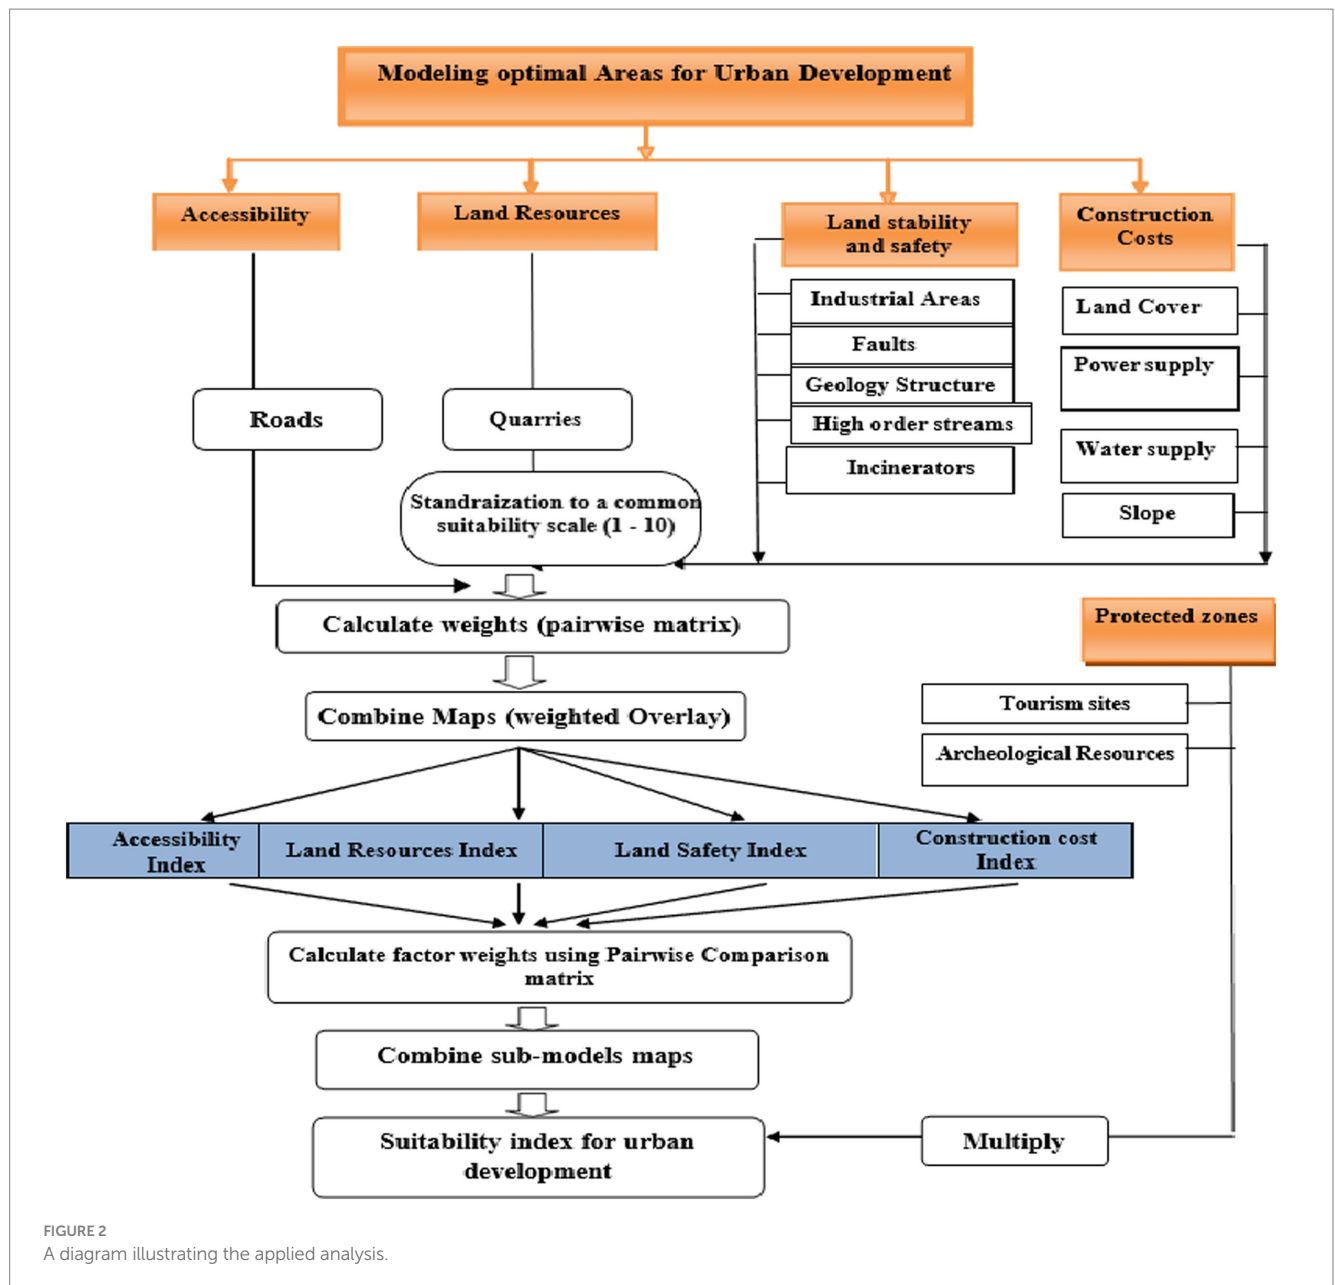 Modeling optimal Areas for Urban Development
Accessibility
Land Resources
Land stability
and safety
Construction
Costs
Industrial Areas
Faults
Geology Structure
High order streams
Incinerators
Land Cover
Power supply
Water supply
Slope
Roads
Quarries
Standraization to a common
suitability scale (1 - 10)
Calculate weights (pairwise matrix)
Protected zones
Tourism sites
Archeological Resources
Combine Maps (weighted Overlay)
Accessibility
Index
Land Resources Index
Land Safety Index
Construction cost
Index
Calculate factor weights using Pairwise Comparison
matrix
Combine sub-models maps
Suitability index for urban
development
Multiply
FIGURE 2
A diagram illustrating the applied analysis.